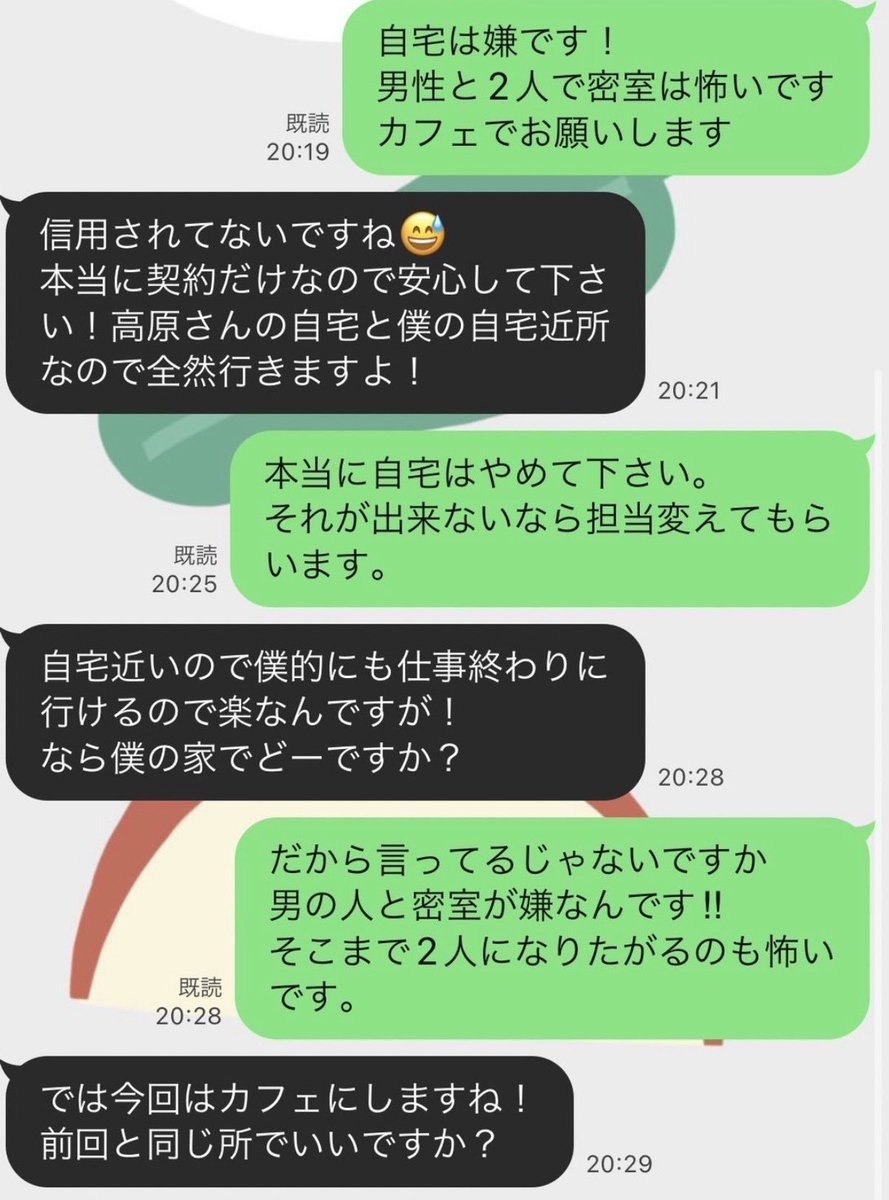 自宅は嫌です！
男性と2人で密室は怖いです
カフェでお願いします
既読
20:19
信用されてないですね😅
本当に契約だけなので安心して下さ
い！高原さんの自宅と僕の自宅近所
なので全然行きますよ！
20:21
本当に自宅はやめて下さい。
それが出来ないなら担当変えてもら
います。
既読
20:25
自宅近いので僕的にも仕事終わりに
行けるので楽なんですが！
なら僕の家でどーですか？
20:28
だから言ってるじゃないですか
男の人と密室が嫌なんです‼
そこまで2人になりたがるのも怖い
です。
既読
20:28
では今回はカフェにしますね！
前回と同じ所でいいですか？
20:29